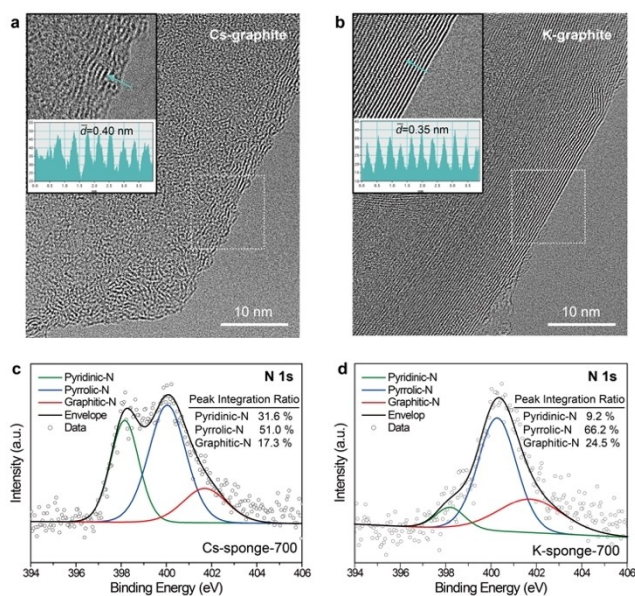 a
Cs-graphite
d̄=0.40 nm
10 nm
b
K-graphite
d̄=0.35 nm
10 nm
c
Pyridinic-N
Pyrrolic-N
Graphitic-N
Envelope
Data
N 1s
Peak Integration Ratio
Pyridinic-N 31.6 %
Pyrrolic-N 51.0 %
Graphitic-N 17.3 %
Cs-sponge-700
Intensity (a.u.)
394 396 398 400 402 404 406
Binding Energy (eV)
d
Pyridinic-N
Pyrrolic-N
Graphitic-N
Envelop
Data
N 1s
Peak Integration Ratio
Pyridinic-N 9.2 %
Pyrrolic-N 66.2 %
Graphitic-N 24.5 %
K-sponge-700
Intensity (a.u.)
394 396 398 400 402 404 406
Binding Energy (eV)